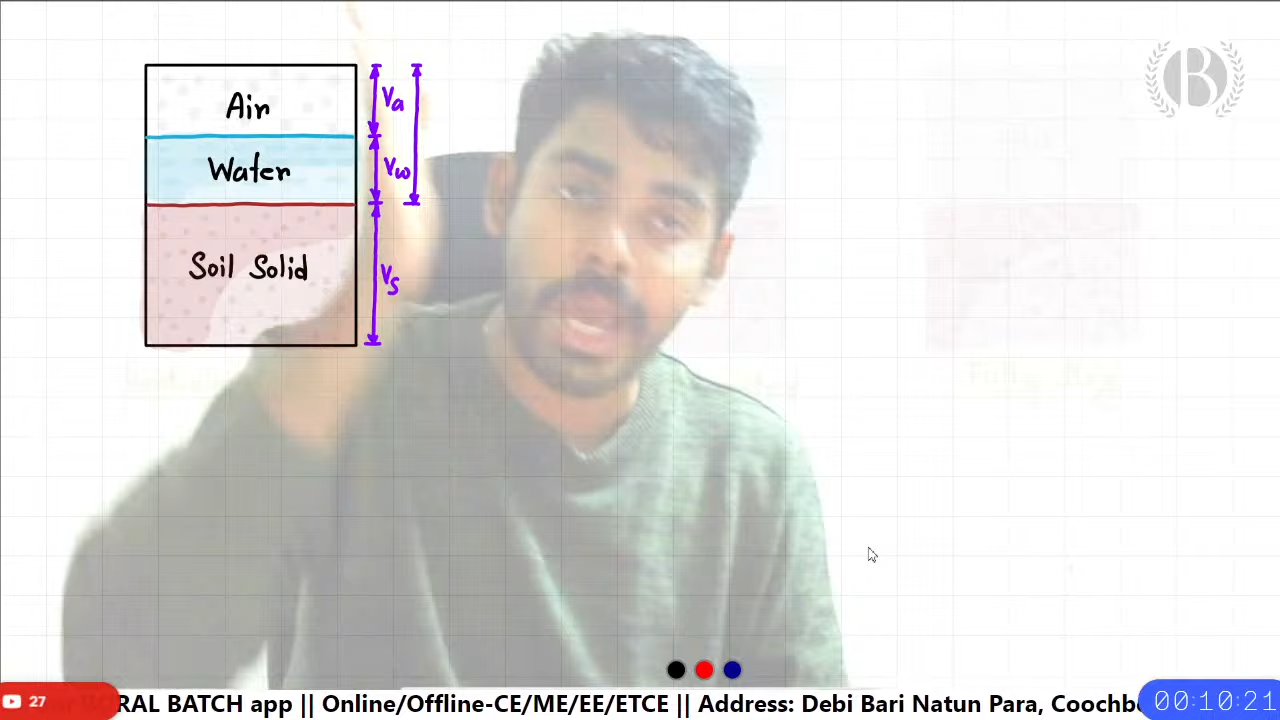 Air
Va
Water
Vw
Soil Solid
Vs
B
27
RAL BATCH app || Online/Offline-CE/ME/EE/ETCE || Address: Debi Bari Natun Para, Coochb
00:10:21